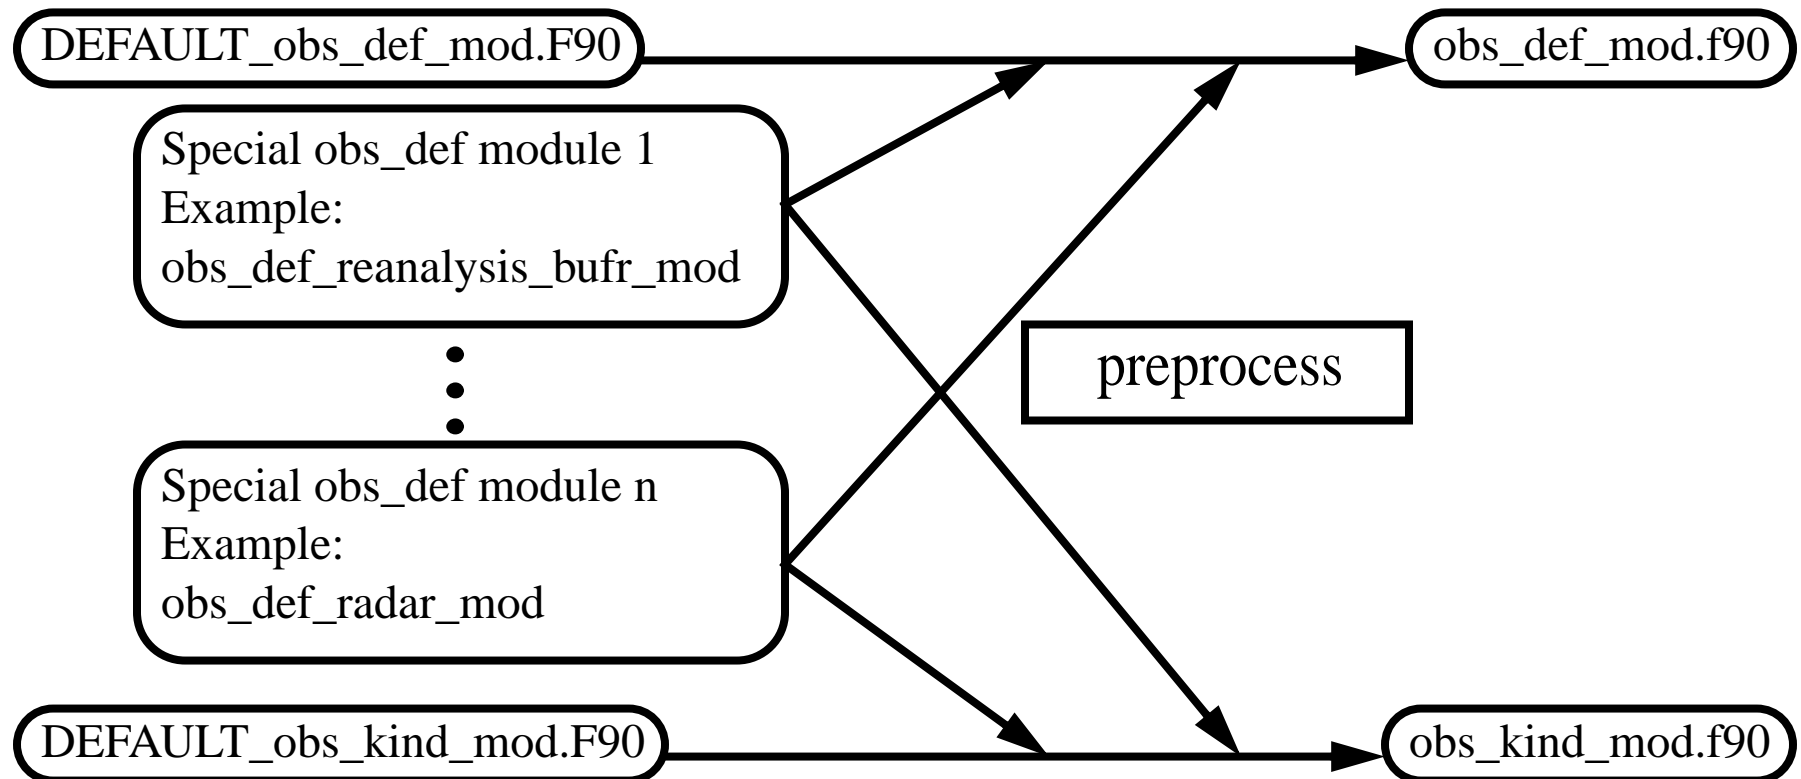 DEFAULT_obs_def_mod.F90
obs_def_mod.f90
Special obs_def module 1
Example:
obs_def_reanalysis_bufr_mod
preprocess
Special obs_def module n
Example:
obs_def_radar_mod
DEFAULT_obs_kind_mod.F90
obs_kind_mod.f90